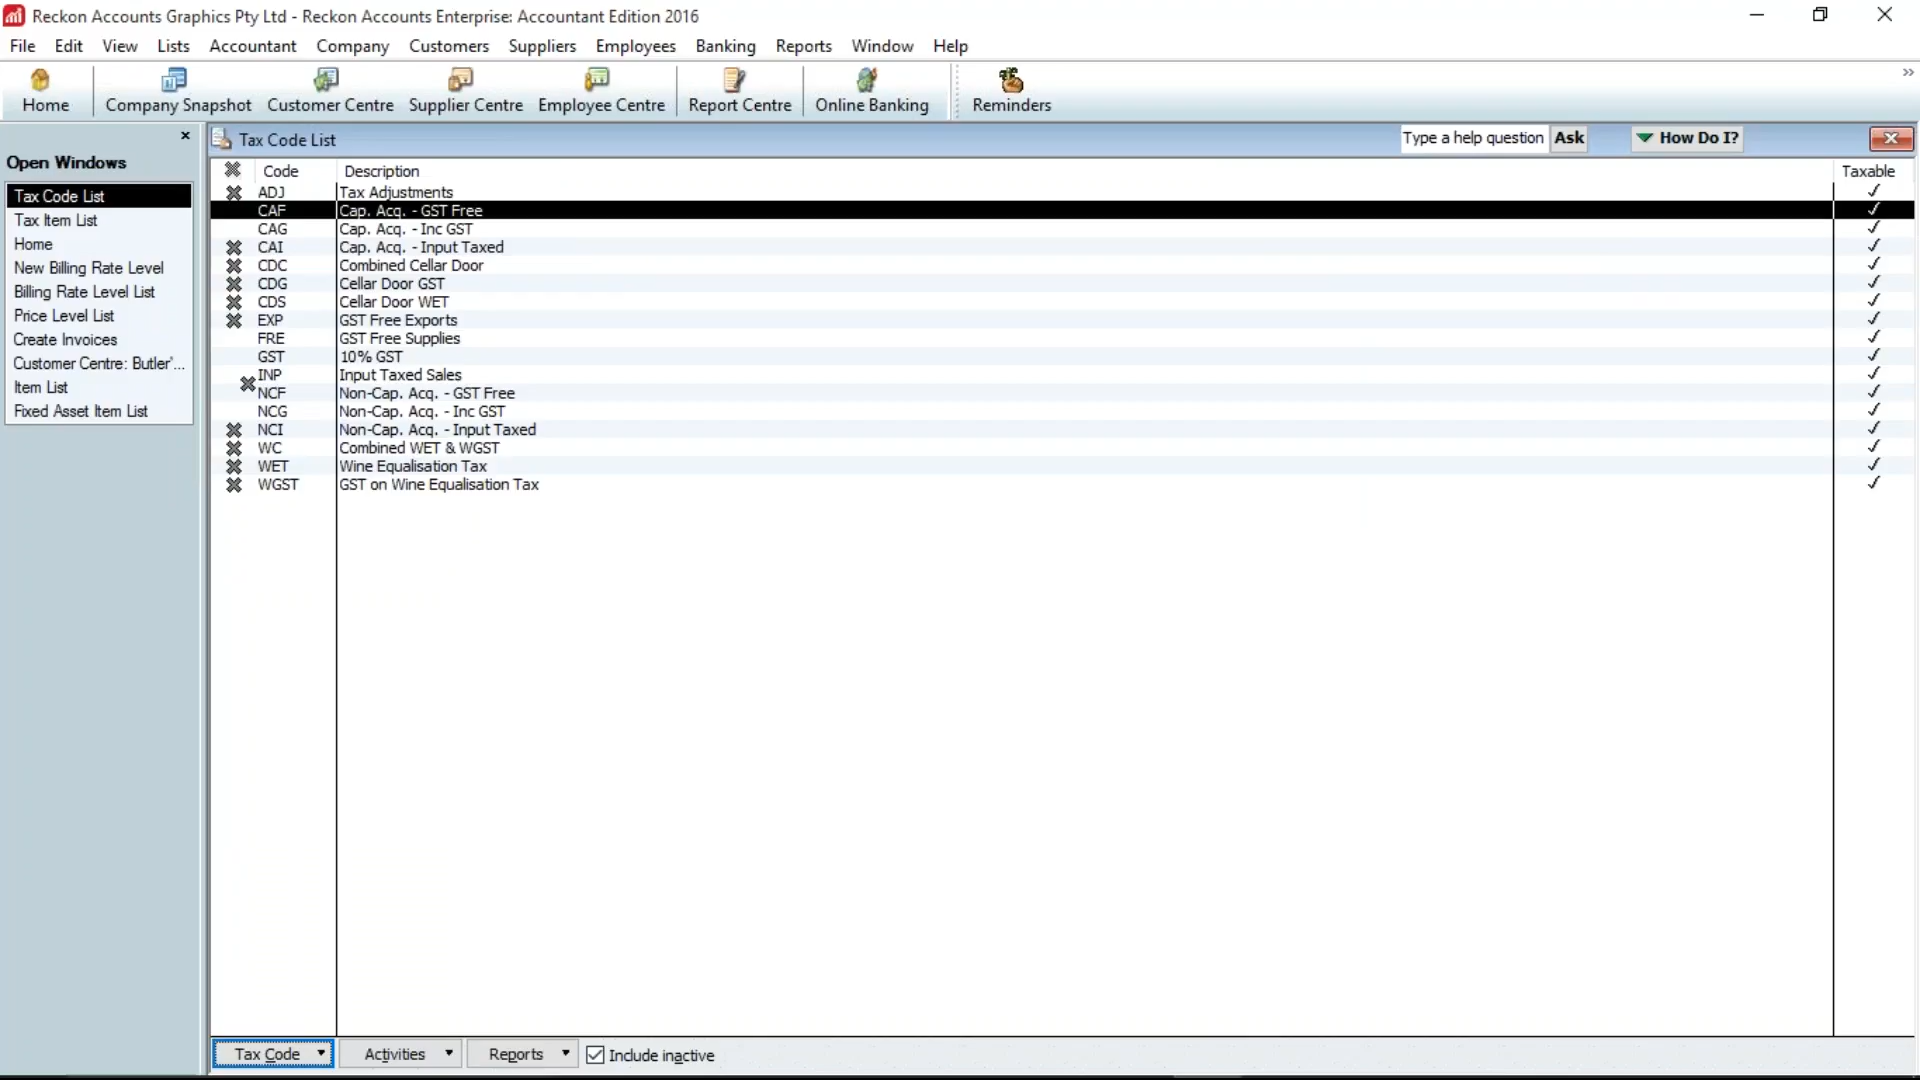 Reckon Accounts Graphics Pty Ltd - Reckon Accounts Enterprise: Accountant Edition 2016
File Edit View Lists Accountant Company Customers Suppliers Employees Banking Reports Window Help
Home Company Snapshot Customer Centre Supplier Centre Employee Centre Report Centre Online Banking Reminders
Open Windows
Tax Code List
Tax Item List
Home
New Billing Rate Level
Billing Rate Level List
Price Level List
Create Invoices
Customer Centre: Butler'...
Item List
Fixed Asset Item List
Tax Code List Type a help question Ask How Do I?
Code Description Taxable
ADJ Tax Adjustments
CAF Cap. Acq. - GST Free
CAG Cap. Acq. - Inc GST
CAI Cap. Acq. - Input Taxed
CDC Combined Cellar Door
CDG Cellar Door GST
CDS Cellar Door WET
EXP GST Free Exports
FRE GST Free Supplies
GST 10% GST
INP Input Taxed Sales
NCF Non-Cap. Acq. - GST Free
NCG Non-Cap. Acq. - Inc GST
NCI Non-Cap. Acq. - Input Taxed
WC Combined WET & WGST
WET Wine Equalisation Tax
WGST GST on Wine Equalisation Tax
Tax Code Activities Reports Include inactive